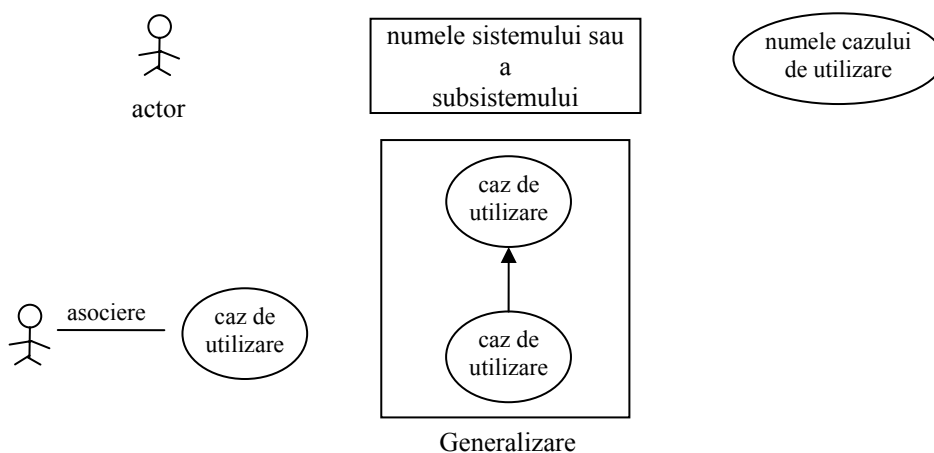 actor
numele sistemului sau
a
subsistemului
numele cazului
de utilizare
asociere
caz de
utilizare
caz de
utilizare
caz de
utilizare
Generalizare